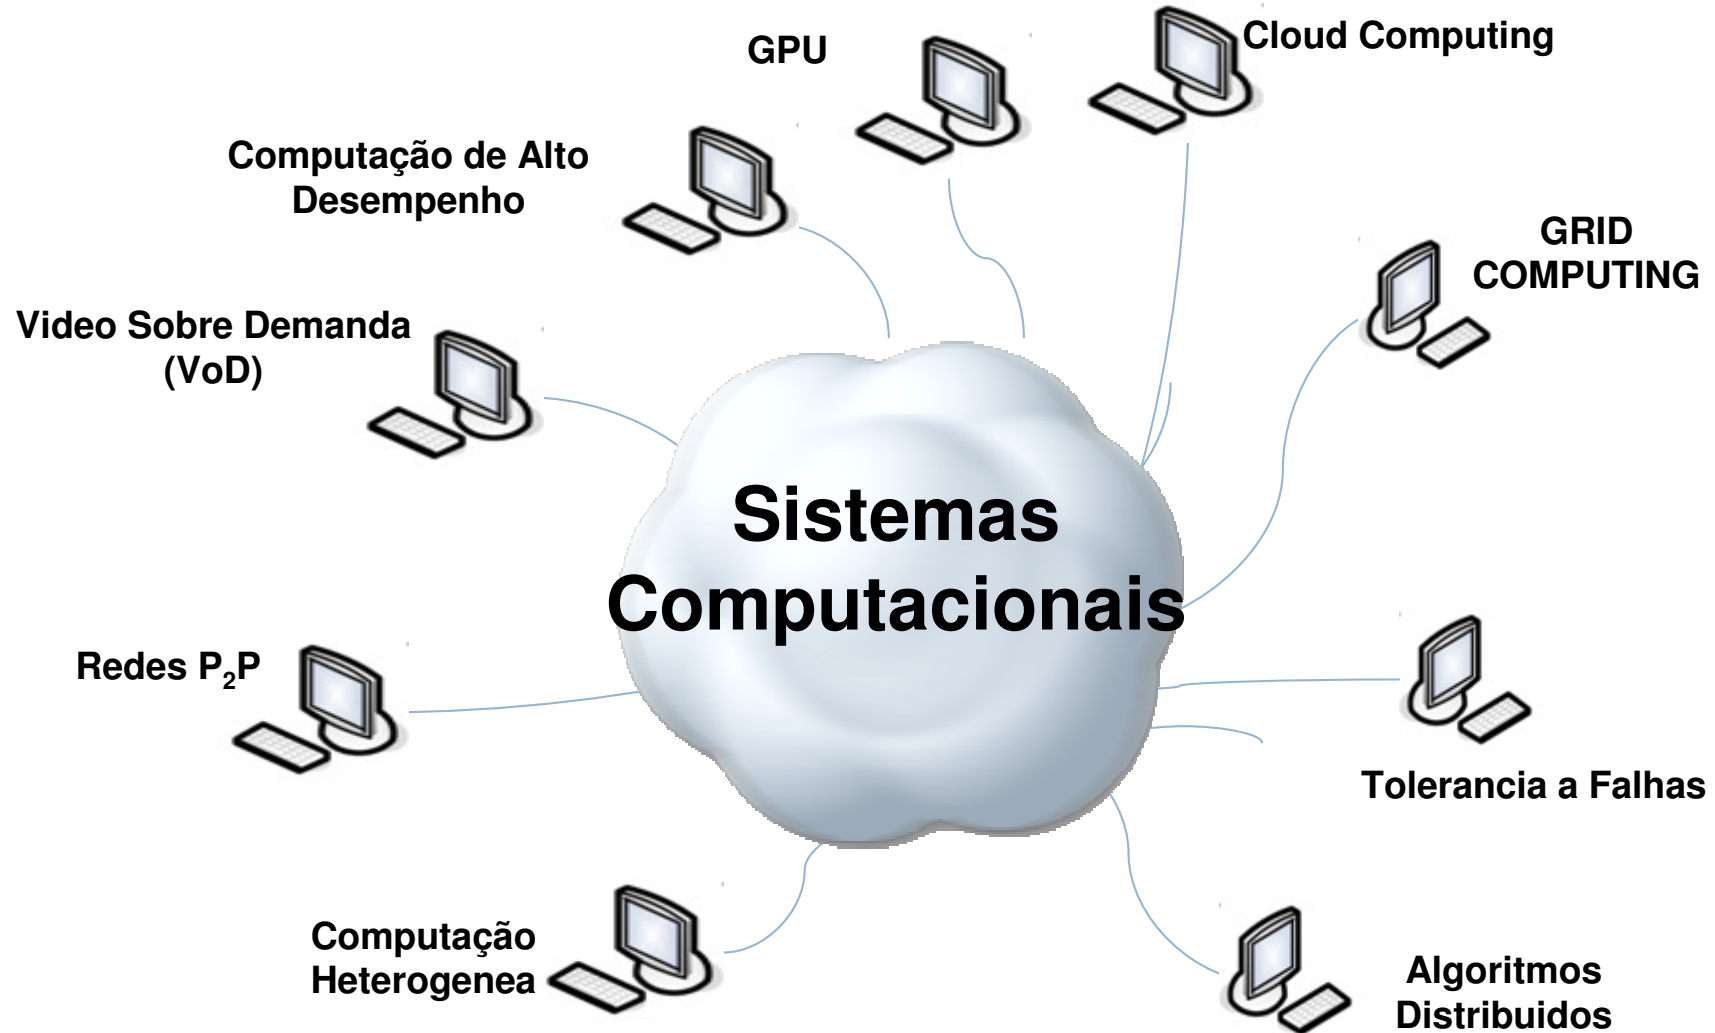 GPU
Cloud Computing
Computação de Alto
Desempenho
GRID
COMPUTING
Video Sobre Demanda
(VoD)
Sistemas
Computacionais
Redes P₂P
Tolerancia a Falhas
Computação
Heterogenea
Algoritmos
Distribuidos